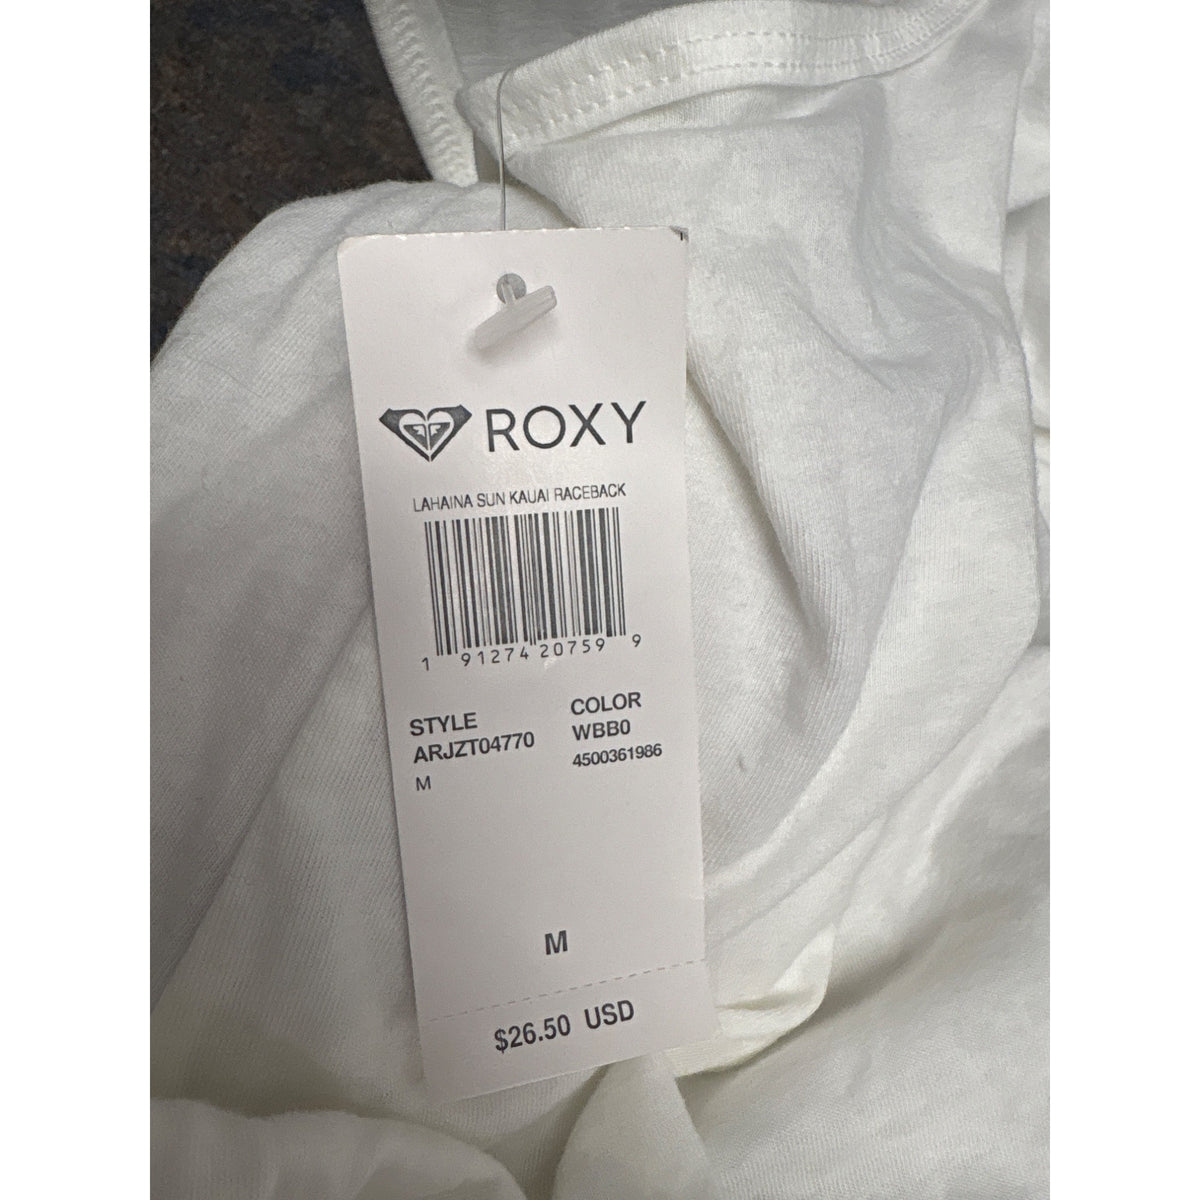 ROXY
LAHAINA SUN KAUAI RACEBACK
1 91274 20759 9
STYLE COLOR
ARJZT04770 WBB0
M 4500361986
M
$26.50 USD